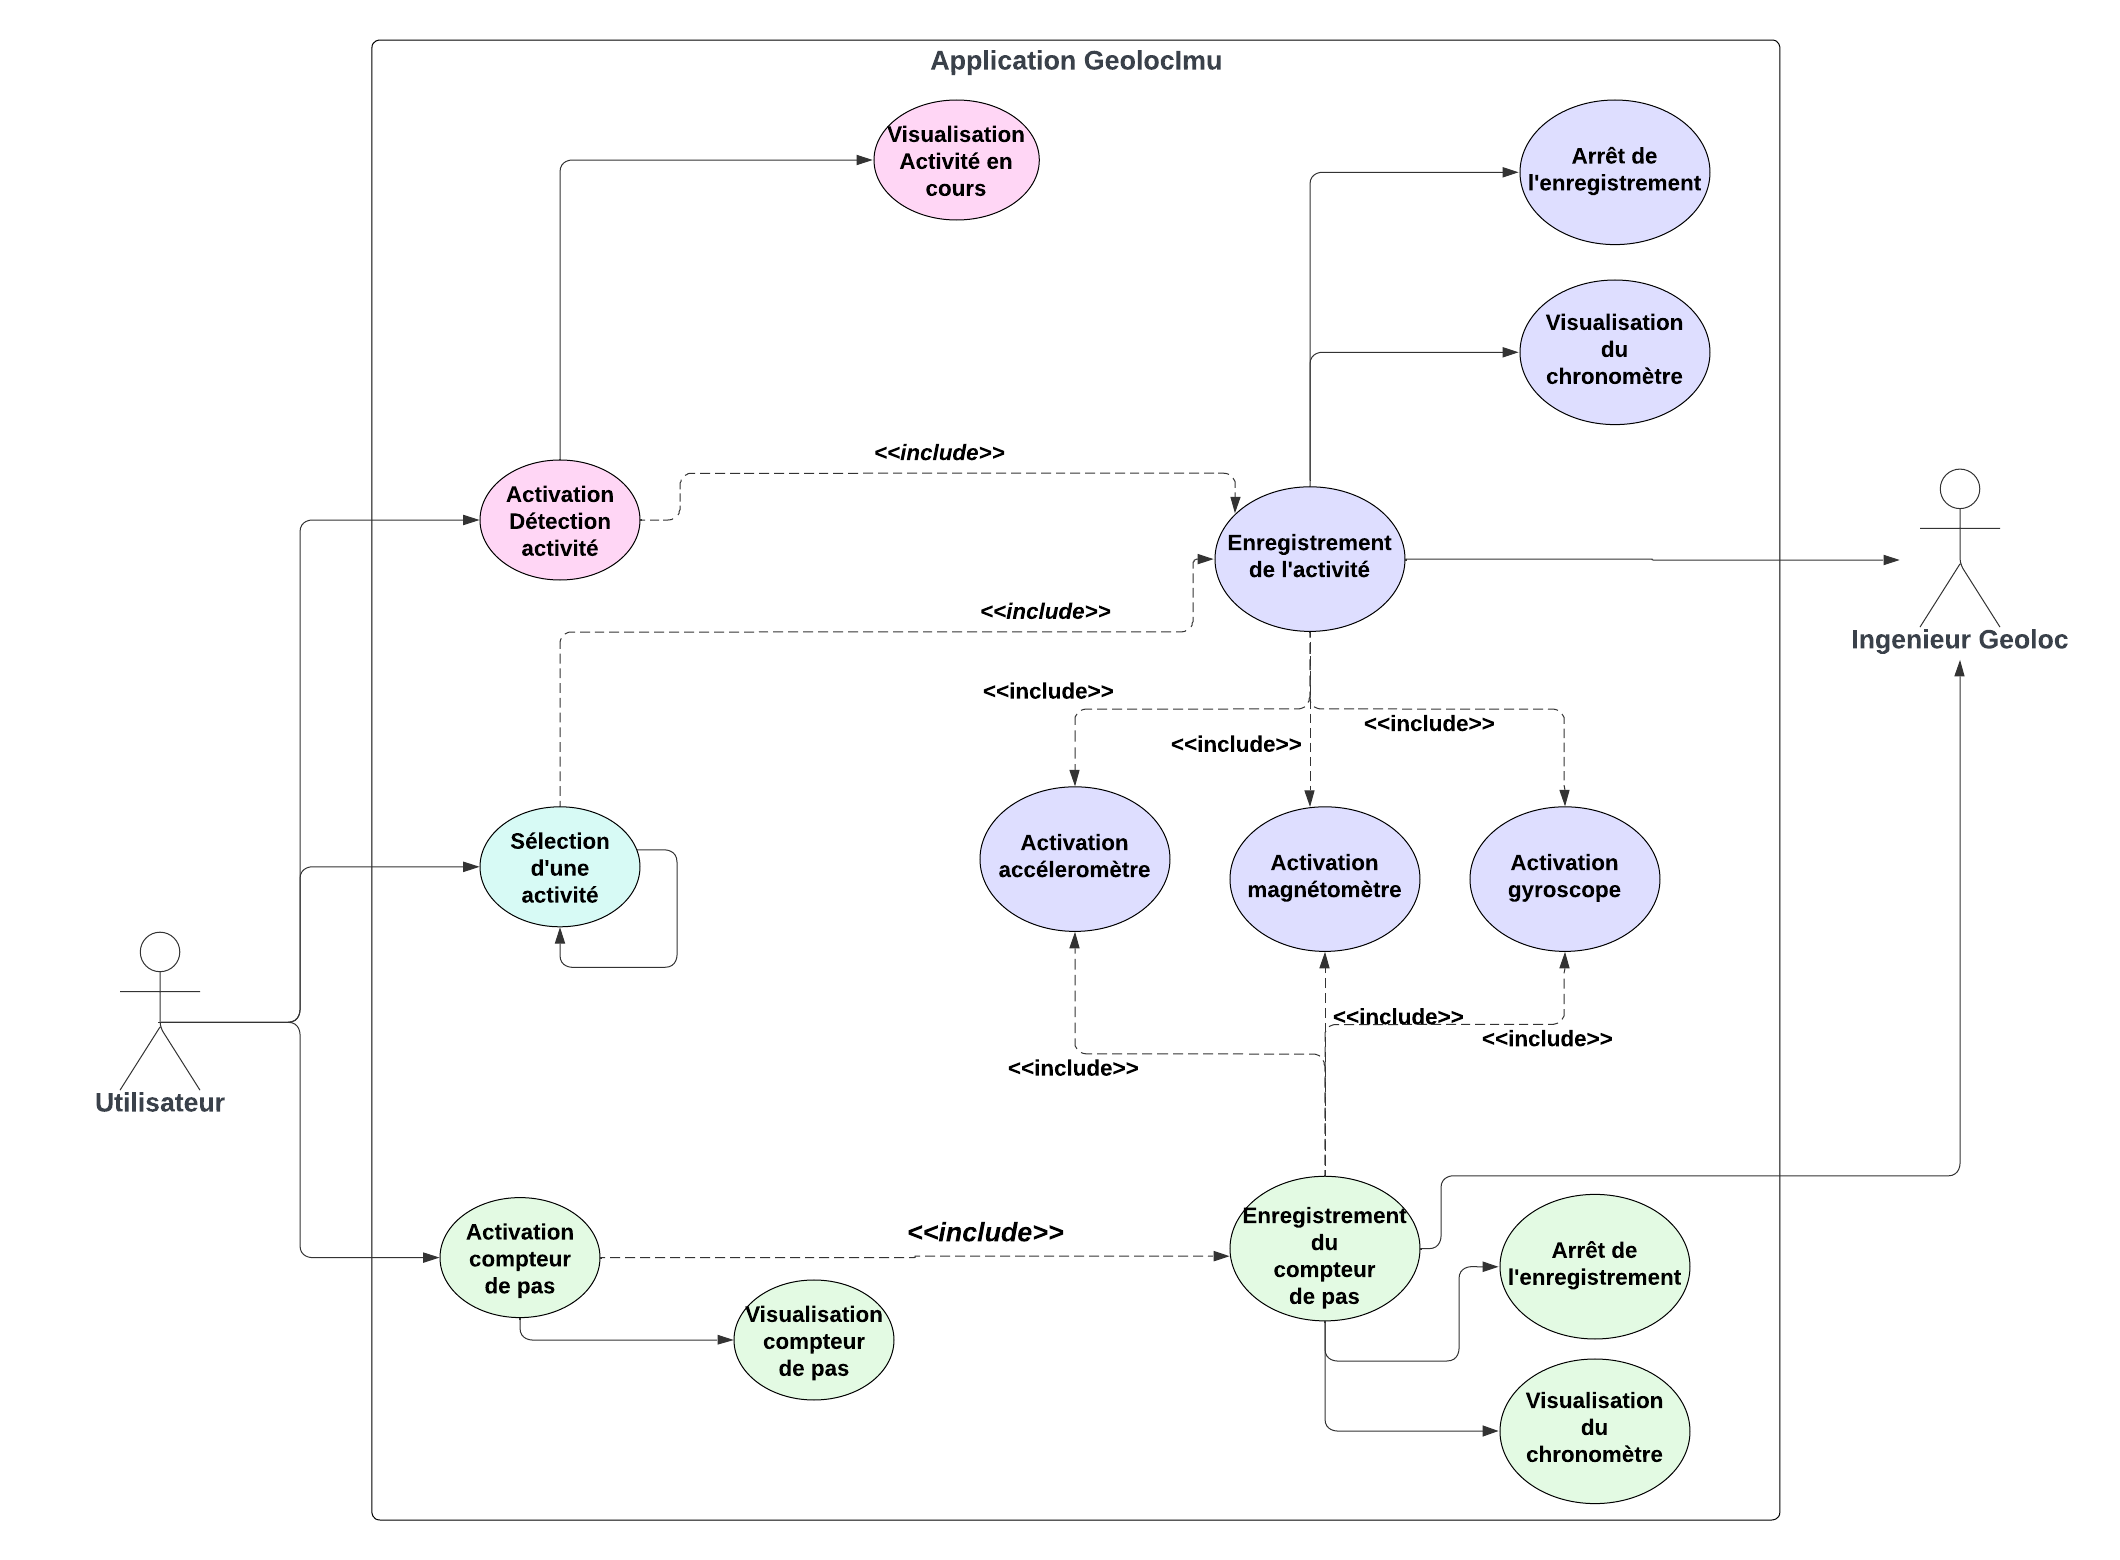 Application GeolocImu
Visualisation
Activité en
cours
Arrêt de
l'enregistrement
Visualisation
du
chronomètre
<<include>>
Activation
Détection
activité
Enregistrement
de l'activité
<<include>>
Ingenieur Geoloc
<<include>>
<<include>>
<<include>>
Sélection
d'une
activité
Activation
accéleromètre
Activation
magnétomètre
Activation
gyroscope
<<include>>
<<include>>
<<include>>
Utilisateur
Activation
compteur
de pas
<<include>>
Enregistrement
du
compteur
de pas
Arrêt de
l'enregistrement
Visualisation
compteur
de pas
Visualisation
du
chronomètre